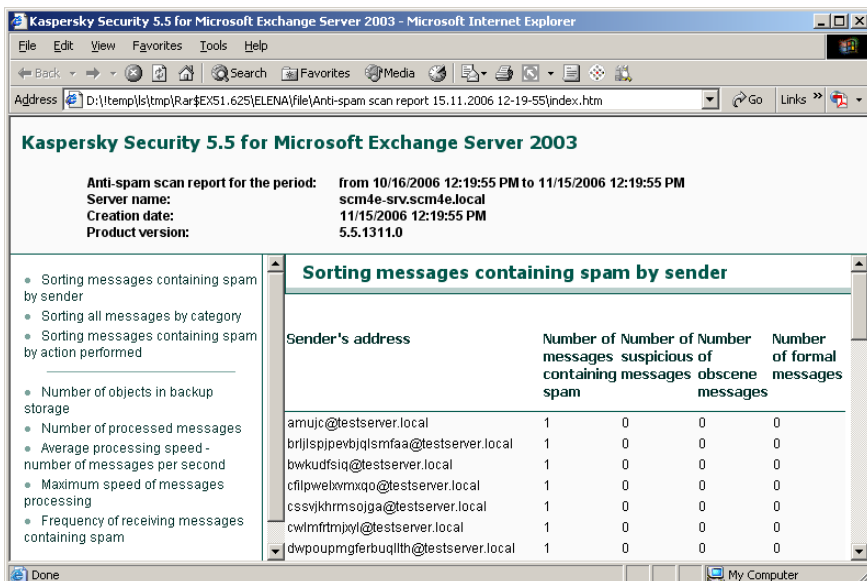 Kaspersky Security 5.5 for Microsoft Exchange Server 2003 - Microsoft Internet Explorer
File Edit View Favorites Tools Help
Back Search Favorites Media
Address D:\!temp\ls\tmp\Rar$EX51.625\ELENA\file\Anti-spam scan report 15.11.2006 12-19-55\index.htm Go Links »
Kaspersky Security 5.5 for Microsoft Exchange Server 2003
Anti-spam scan report for the period: from 10/16/2006 12:19:55 PM to 11/15/2006 12:19:55 PM
Server name: scm4e-srv.scm4e.local
Creation date: 11/15/2006 12:19:55 PM
Product version: 5.5.1311.0
Sorting messages containing spam
by sender
Sorting all messages by category
Sorting messages containing spam
by action performed
Number of objects in backup
storage
Number of processed messages
Average processing speed -
number of messages per second
Maximum speed of messages
processing
Frequency of receiving messages
containing spam
Sorting messages containing spam by sender
Sender's address Number of Number of Number Number
messages suspicious of of formal
containing messages obscene messages
spam messages
amujc@testserver.local 1 0 0 0
brljlspjpevbjqlsmfaa@testserver.local 1 0 0 0
bwkudfsiq@testserver.local 1 0 0 0
cfilpwelxvmxqo@testserver.local 1 0 0 0
cssvjkhrmsojga@testserver.local 1 0 0 0
cwlmfrtmjxyl@testserver.local 1 0 0 0
dwpoupmgferbuqllth@testserver.local 1 0 0 0
Done My Computer